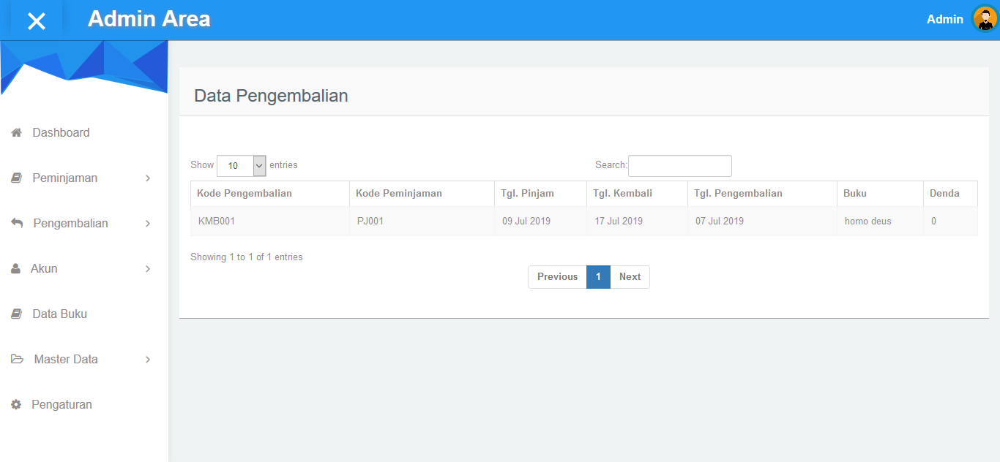 Admin Area
Admin
Dashboard
Peminjaman
Pengembalian
Akun
Data Buku
Master Data
Pengaturan
Data Pengembalian
Show 10 entries
Search:
Kode Pengembalian Kode Peminjaman Tgl. Pinjam Tgl. Kembali Tgl. Pengembalian Buku Denda
KMB001 PJ001 09 Jul 2019 17 Jul 2019 07 Jul 2019 homo deus 0
Showing 1 to 1 of 1 entries
Previous 1 Next